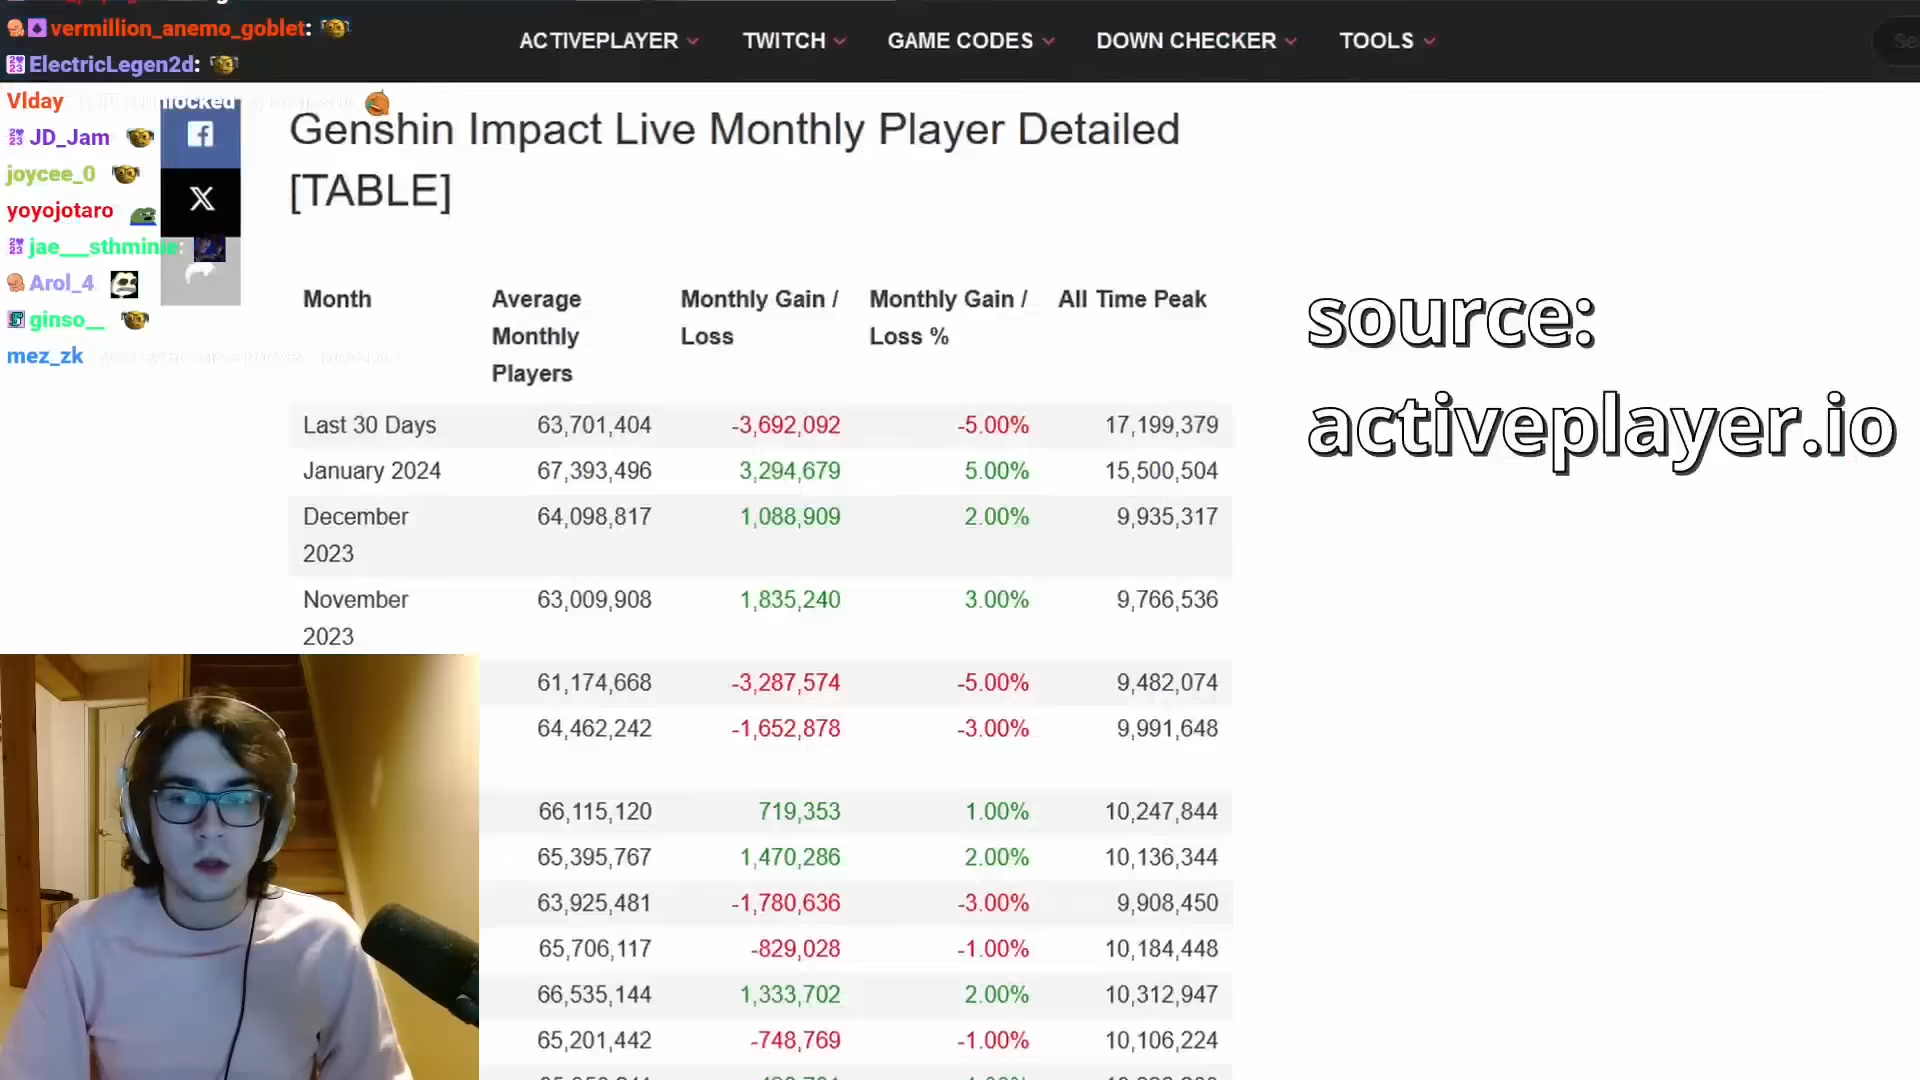 vermillion_anemo_goblet:
ElectricLegen2d:
Vlday
JD_Jam
joycee_0
yoyojotaro
jae___sthminie:
Arol_4
ginso__
mez_zk
ACTIVEPLAYER TWITCH GAME CODES DOWN CHECKER TOOLS
Genshin Impact Live Monthly Player Detailed
[TABLE]
Month Average Monthly Players Monthly Gain / Loss Monthly Gain / Loss % All Time Peak
Last 30 Days 63,701,404 -3,692,092 -5.00% 17,199,379
January 2024 67,393,496 3,294,679 5.00% 15,500,504
December 2023 64,098,817 1,088,909 2.00% 9,935,317
November 2023 63,009,908 1,835,240 3.00% 9,766,536
61,174,668 -3,287,574 -5.00% 9,482,074
64,462,242 -1,652,878 -3.00% 9,991,648
66,115,120 719,353 1.00% 10,247,844
65,395,767 1,470,286 2.00% 10,136,344
63,925,481 -1,780,636 -3.00% 9,908,450
65,706,117 -829,028 -1.00% 10,184,448
66,535,144 1,333,702 2.00% 10,312,947
65,201,442 -748,769 -1.00% 10,106,224
source:
activeplayer.io